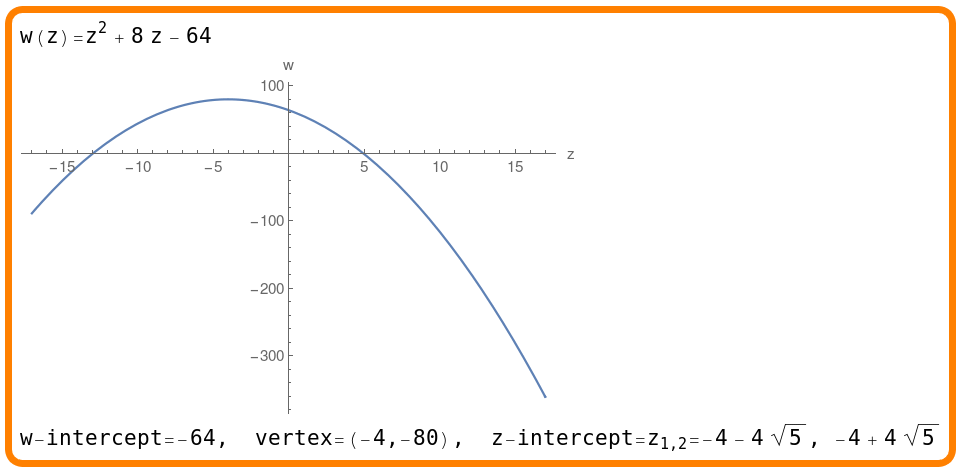 w(z)=z² + 8 z − 64
w
100
z
−15 −10 −5 5 10 15
−100
−200
−300
w−intercept=−64, vertex=(−4,−80), z−intercept=z₁,₂=−4 − 4 √5, −4 + 4 √5